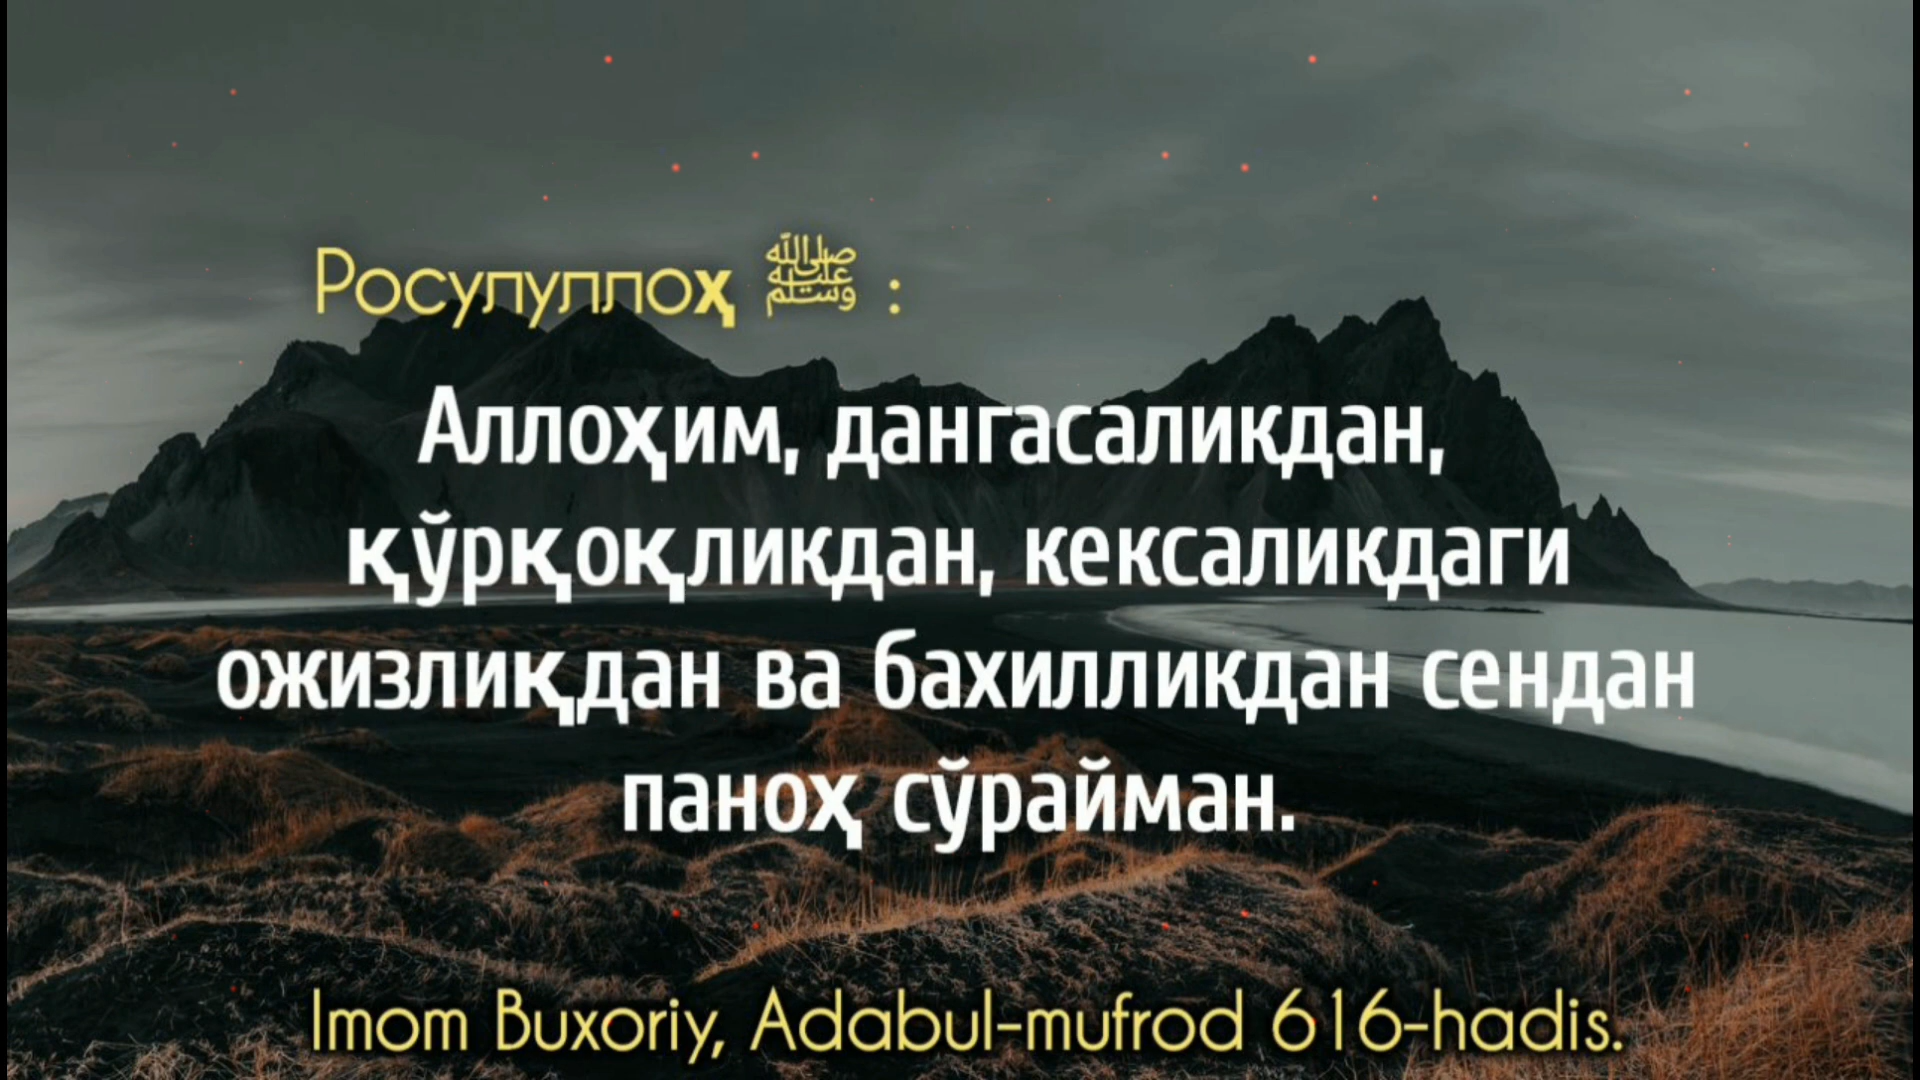 Росулуллоҳ ﷺ :
Аллоҳим, дангасаликдан,
қўрқоқликдан, кексаликдаги
ожизлиқдан ва бахилликдан сендан
паноҳ сўрайман.
Imom Buxoriy, Adabul-mufrod 616-hadis.